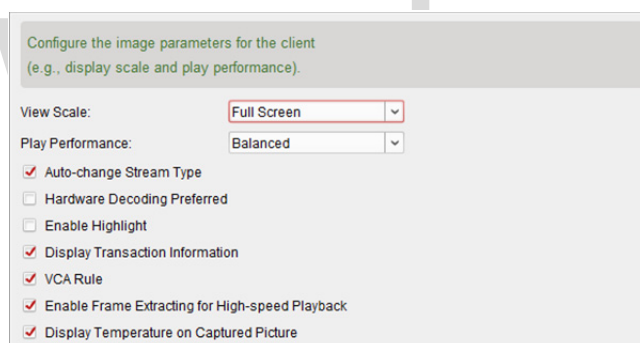 Configure the image parameters for the client
(e.g., display scale and play performance).
View Scale: Full Screen
Play Performance: Balanced
Auto-change Stream Type
Hardware Decoding Preferred
Enable Highlight
Display Transaction Information
VCA Rule
Enable Frame Extracting for High-speed Playback
Display Temperature on Captured Picture